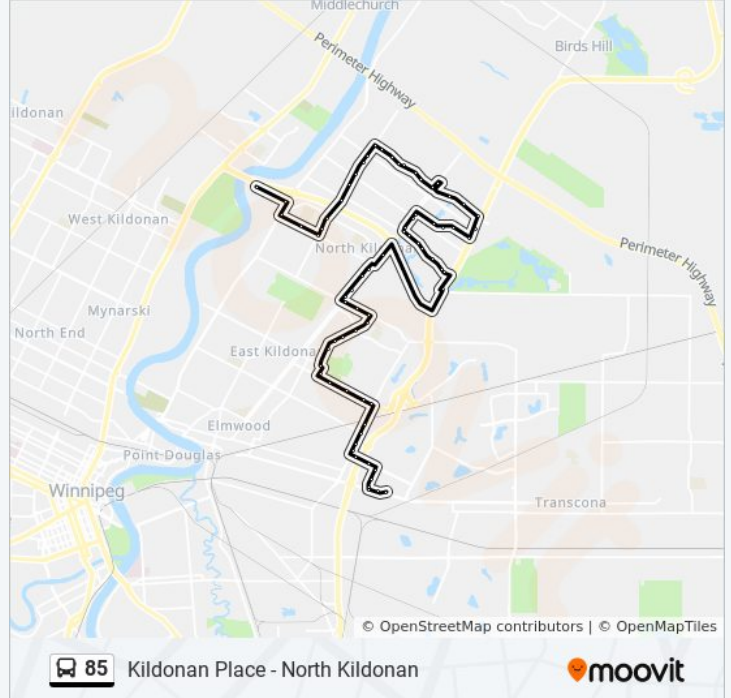 Middlechurch
Birds Hill
Perimeter Highway
ildonan
West Kildonan
North Kildona
Perimeter Highway
Mynarski
North End
East Kildona
Elmwood
Point Douglas
Winnipeg
Transcona
© OpenStreetMap contributors | © OpenMapTiles
85 Kildonan Place - North Kildonan moovit